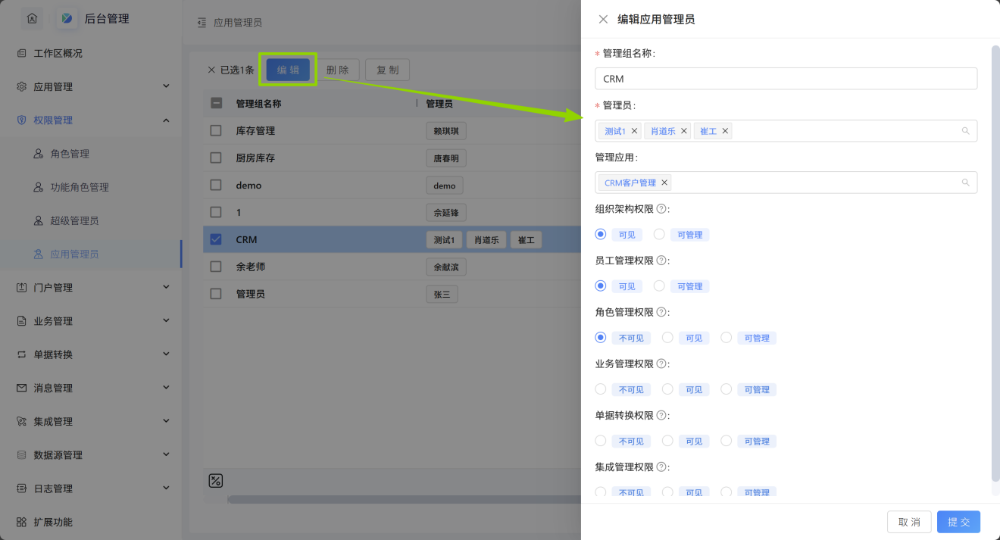 后台管理
工作区概况
应用管理
权限管理
角色管理
功能角色管理
超级管理员
应用管理员
门户管理
业务管理
单据转换
消息管理
集成管理
数据源管理
日志管理
扩展功能
应用管理员
已选1条 编辑 删除 复制
管理组名称 管理员
库存管理 赖琪琪
厨房库存 唐春明
demo demo
1 余延锋
CRM 测试1 肖道乐 崔工
余老师 余献滨
管理员 张三
编辑应用管理员
* 管理组名称:
CRM
* 管理员:
测试1 肖道乐 崔工
管理应用:
CRM客户管理
组织架构权限 ? :
可见 可管理
员工管理权限 ? :
可见 可管理
角色管理权限 ? :
不可见 可见 可管理
业务管理权限 ? :
不可见 可见 可管理
单据转换权限 ? :
不可见 可见 可管理
集成管理权限 ? :
不可见 可见 可管理
取消 提交